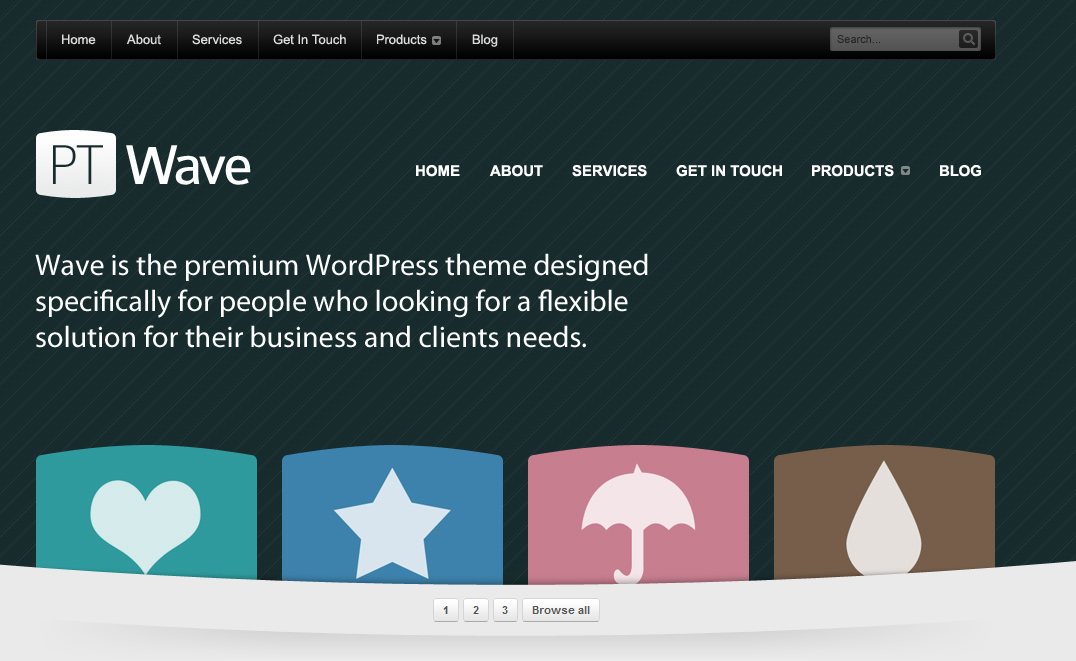 Home About Services Get In Touch Products Blog Search...
PT Wave
HOME ABOUT SERVICES GET IN TOUCH PRODUCTS BLOG
Wave is the premium WordPress theme designed
specifically for people who looking for a flexible
solution for their business and clients needs.
1 2 3 Browse all